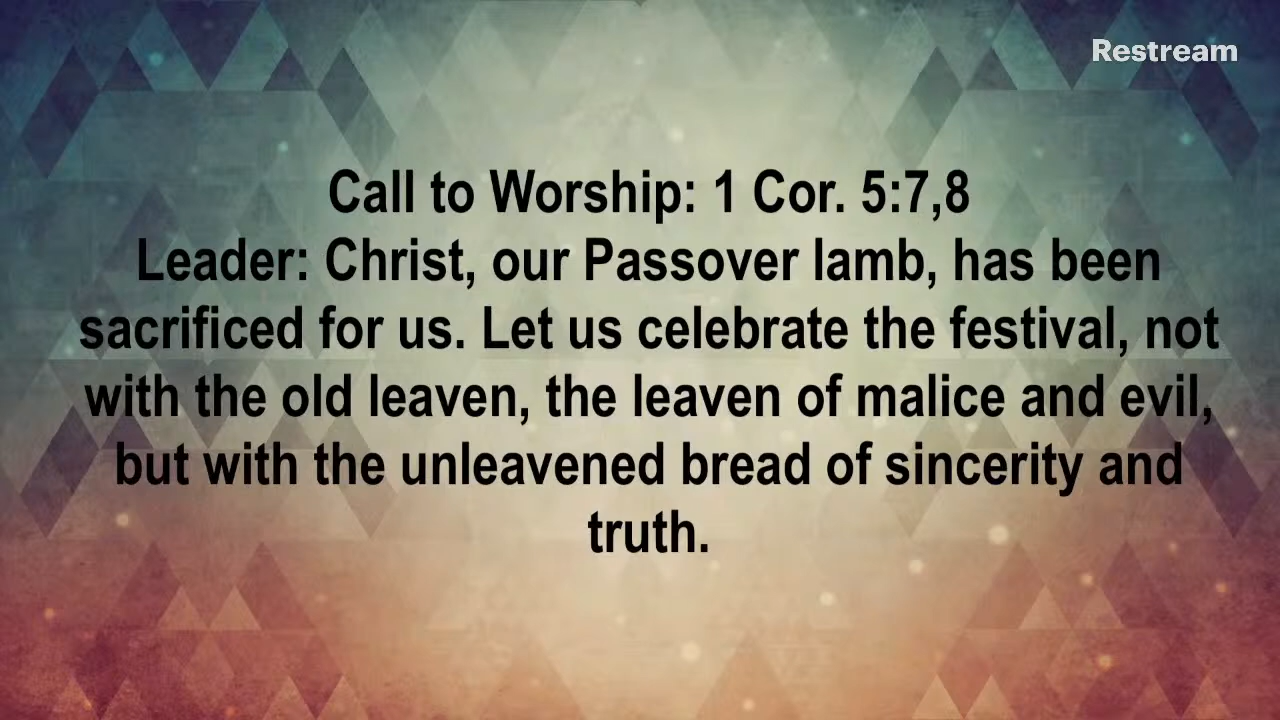 Restream
Call to Worship: 1 Cor. 5:7,8
Leader: Christ, our Passover lamb, has been
sacrificed for us. Let us celebrate the festival, not
with the old leaven, the leaven of malice and evil,
but with the unleavened bread of sincerity and
truth.